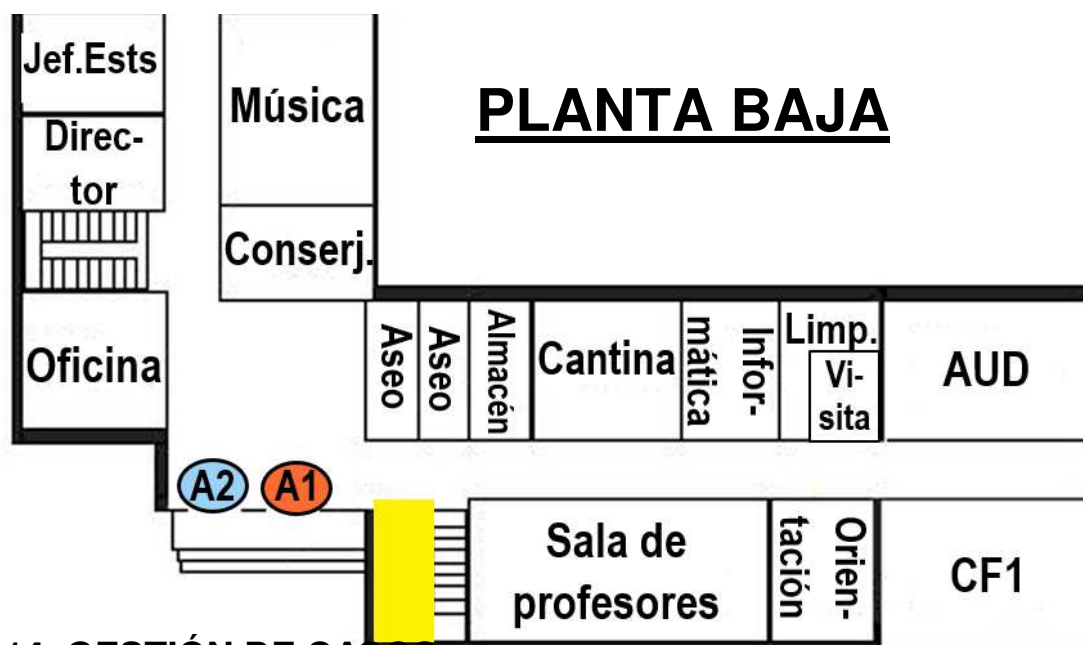 Jef.Ests
Música
PLANTA BAJA
Direc-
tor
Conserj.
Oficina
Aseo
Aseo
Almacén
Cantina
Infor-
mática
Limp.
Vi-
sita
AUD
A2
A1
Sala de
profesores
Orien-
tación
CF1